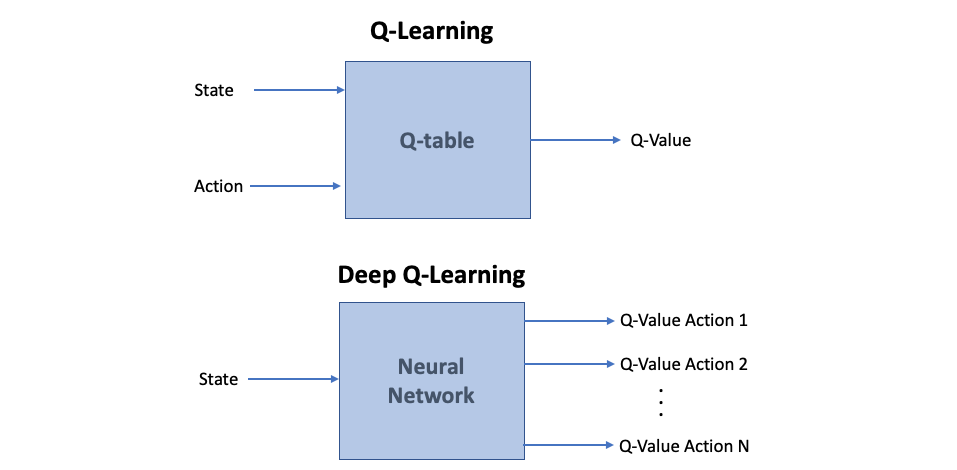 Q-Learning
State
Q-table
Q-Value
Action
Deep Q-Learning
Q-Value Action 1
Neural
Network
Q-Value Action 2
State
Q-Value Action N